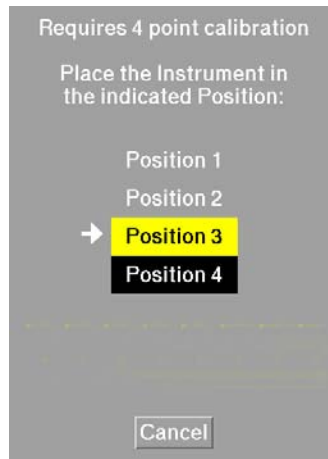 Requires 4 point calibration
Place the Instrument in
the indicated Position:
Position 1
Position 2
Position 3
Position 4
Cancel